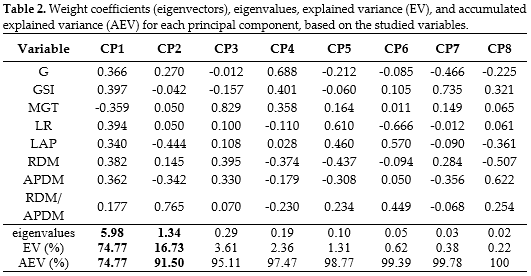 Table 2. Weight coefficients (eigenvectors), eigenvalues, explained variance (EV), and accumulated
explained variance (AEV) for each principal component, based on the studied variables.
Variable CP1 CP2 CP3 CP4 CP5 CP6 CP7 CP8
G 0.366 0.270 -0.012 0.688 -0.212 -0.085 -0.466 -0.225
GSI 0.397 -0.042 -0.157 0.401 -0.060 0.105 0.735 0.321
MGT -0.359 0.050 0.829 0.358 0.164 0.011 0.149 0.065
LR 0.394 0.050 0.100 -0.110 0.610 -0.666 -0.012 0.061
LAP 0.340 -0.444 0.108 0.028 0.460 0.570 -0.090 -0.361
RDM 0.382 0.145 0.395 -0.374 -0.437 -0.094 0.284 -0.507
APDM 0.362 -0.342 0.330 -0.179 -0.308 0.050 -0.356 0.622
RDM/
APDM 0.177 0.765 0.070 -0.230 0.234 0.449 -0.068 0.254
eigenvalues 5.98 1.34 0.29 0.19 0.10 0.05 0.03 0.02
EV (%) 74.77 16.73 3.61 2.36 1.31 0.62 0.38 0.22
AEV (%) 74.77 91.50 95.11 97.47 98.77 99.39 99.78 100